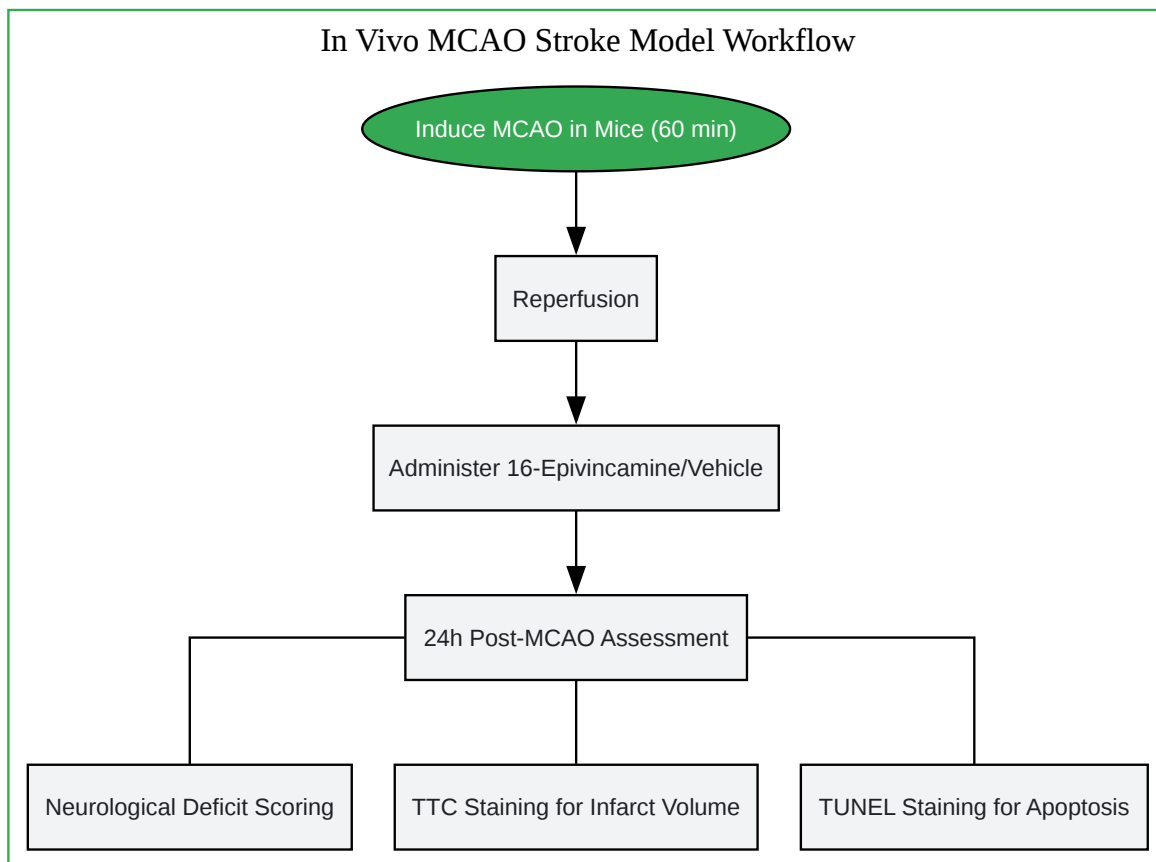 In Vivo MCAO Stroke Model Workflow
Induce MCAO in Mice (60 min)
Reperfusion
Administer 16-Epivincamine/Vehicle
24h Post-MCAO Assessment
Neurological Deficit Scoring
TTC Staining for Infarct Volume
TUNEL Staining for Apoptosis